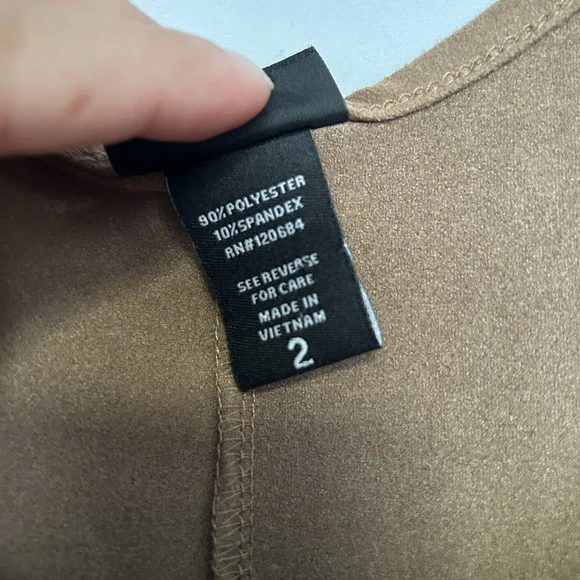 90%POLYESTER
10%SPANDEX
RN#120684
SEE REVERSE
FOR CARE
MADE IN
VIETNAM
2